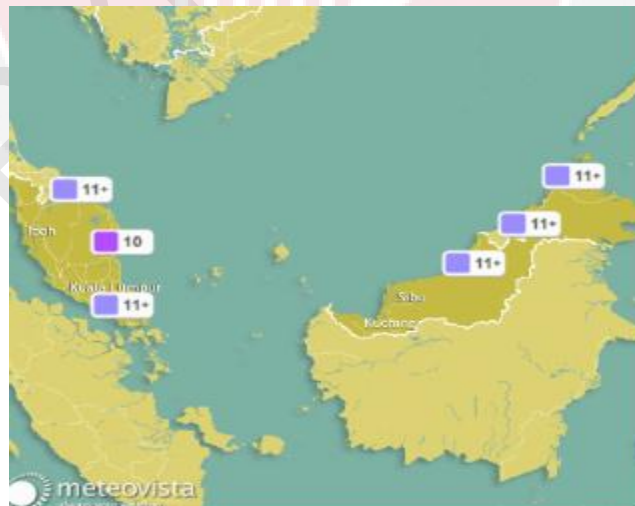 11+
11+
11+
Ipoh
10
11+
Kuala Lumpur
11+
Sibu
Kuching
meteovista